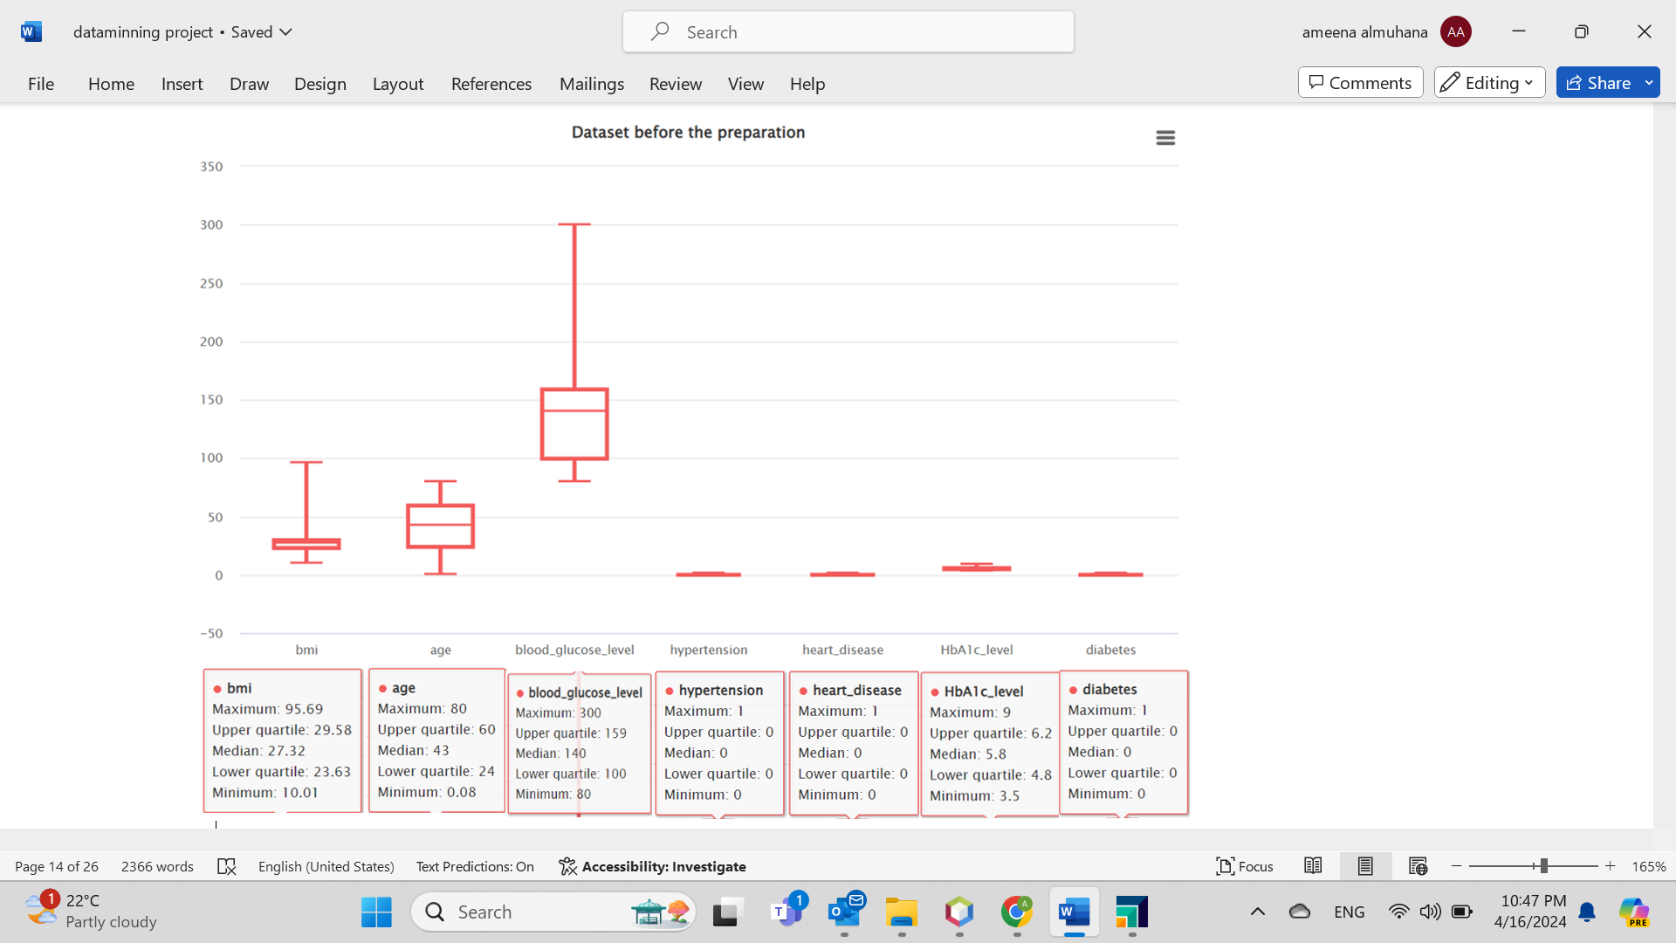 dataminning project • Saved
Search
ameena almuhana
AA
File Home Insert Draw Design Layout References Mailings Review View Help
Comments Editing Share
Dataset before the preparation
350
300
250
200
150
100
50
0
-50
bmi age blood_glucose_level hypertension heart_disease HbA1c_level diabetes
bmi
Maximum: 95.69
Upper quartile: 29.58
Median: 27.32
Lower quartile: 23.63
Minimum: 10.01
age
Maximum: 80
Upper quartile: 60
Median: 43
Lower quartile: 24
Minimum: 0.08
blood_glucose_level
Maximum: 300
Upper quartile: 159
Median: 140
Lower quartile: 100
Minimum: 80
hypertension
Maximum: 1
Upper quartile: 0
Median: 0
Lower quartile: 0
Minimum: 0
heart_disease
Maximum: 1
Upper quartile: 0
Median: 0
Lower quartile: 0
Minimum: 0
HbA1c_level
Maximum: 9
Upper quartile: 6.2
Median: 5.8
Lower quartile: 4.8
Minimum: 3.5
diabetes
Maximum: 1
Upper quartile: 0
Median: 0
Lower quartile: 0
Minimum: 0
Page 14 of 26 2366 words English (United States) Text Predictions: On Accessibility: Investigate Focus 165%
1
22°C
Partly cloudy
Search
1
ENG
10:47 PM
4/16/2024
PRE